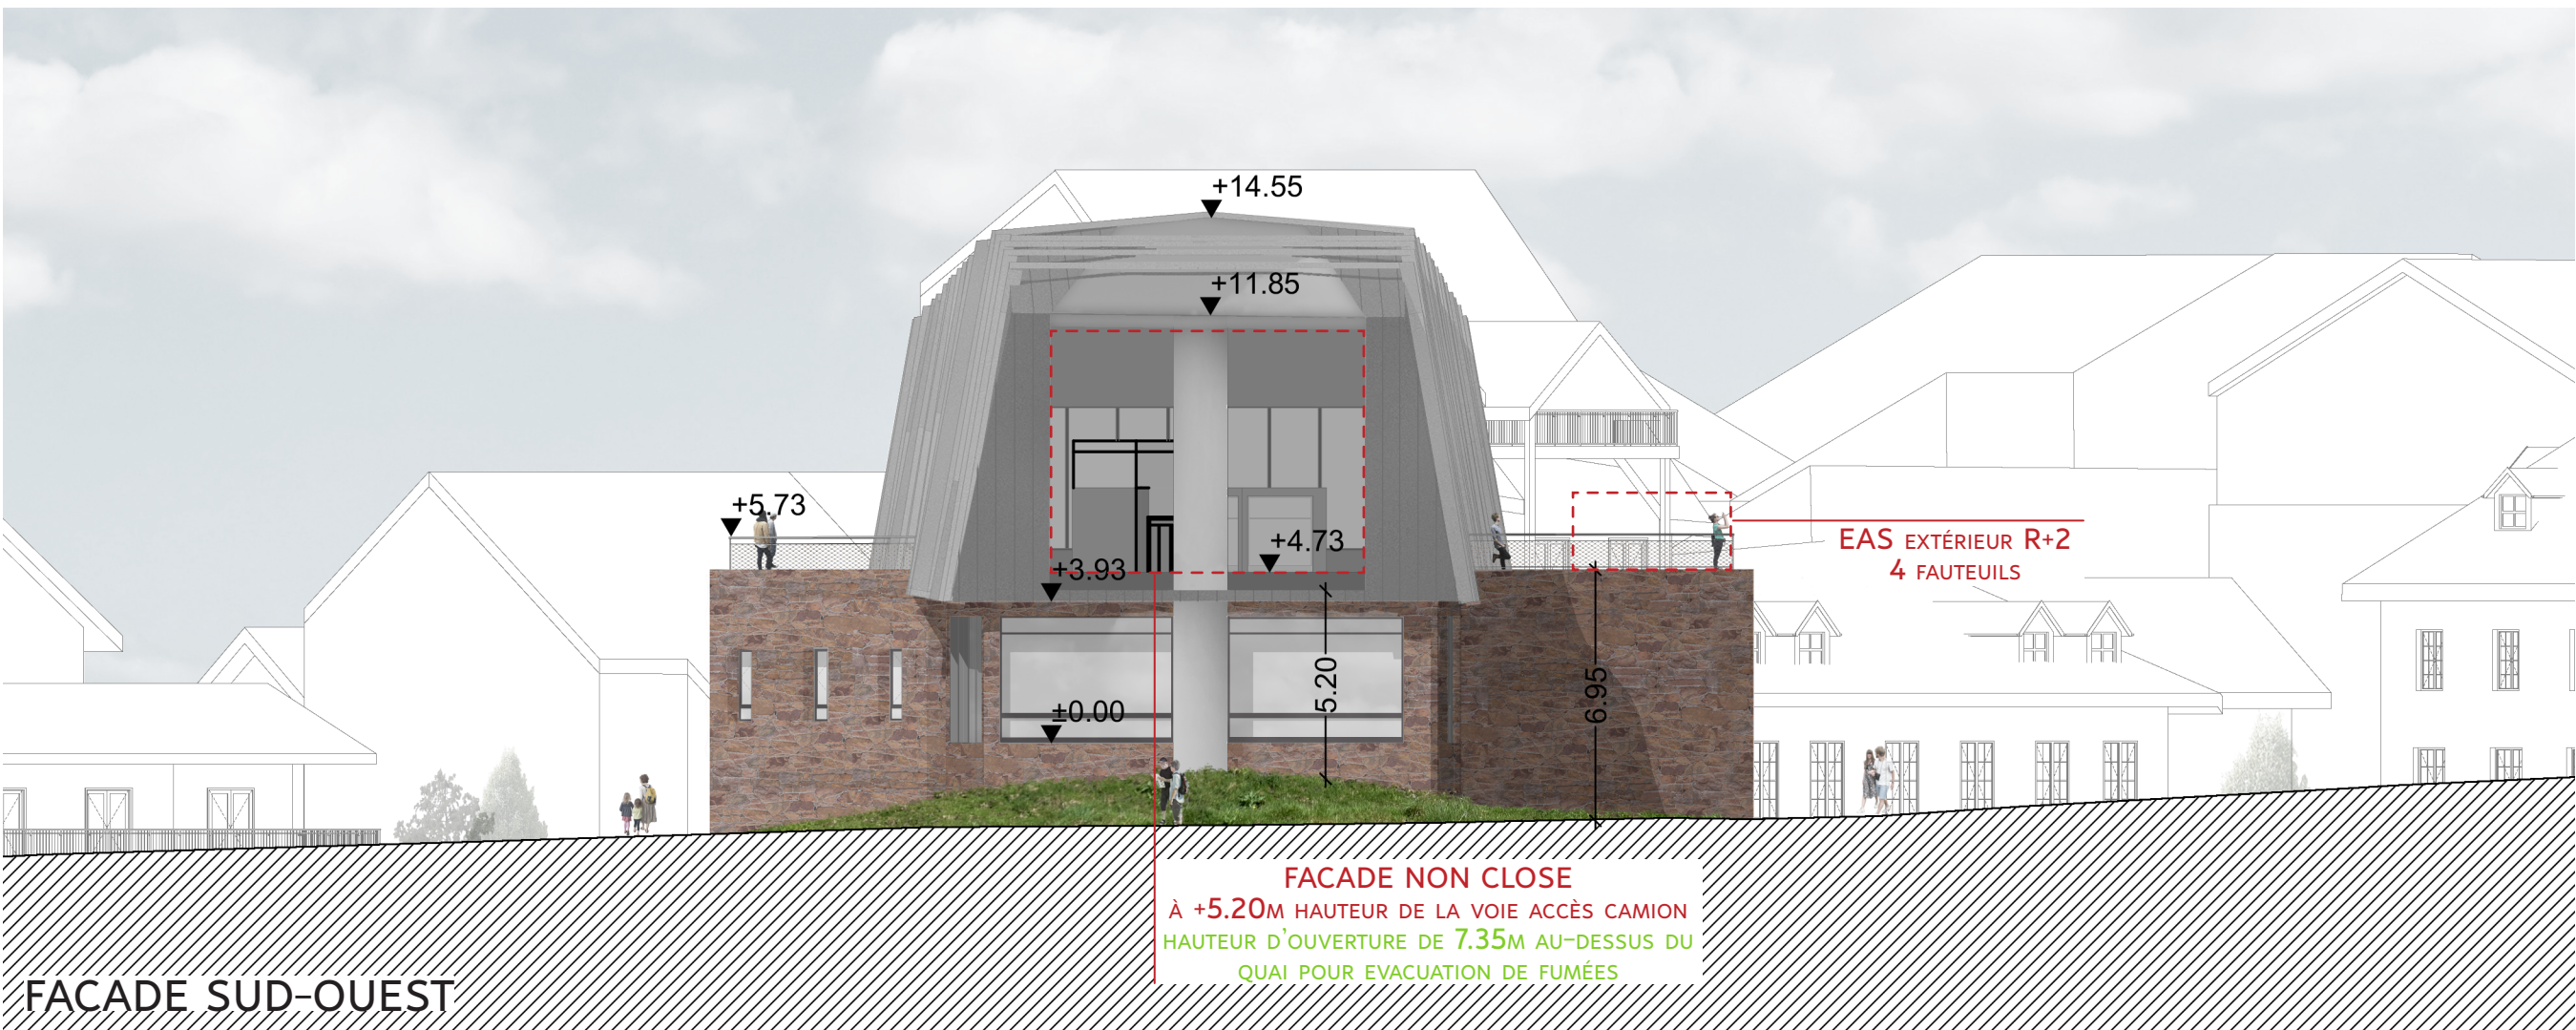 +14.55
+11.85
+5.73
+4.73
+3.93
EAS EXTÉRIEUR R+2
4 FAUTEUILS
5.20
6.95
±0.00
FACADE NON CLOSE
À +5.20M HAUTEUR DE LA VOIE ACCÈS CAMION
HAUTEUR D'OUVERTURE DE 7.35M AU-DESSUS DU
QUAI POUR EVACUATION DE FUMÉES
FACADE SUD-OUEST